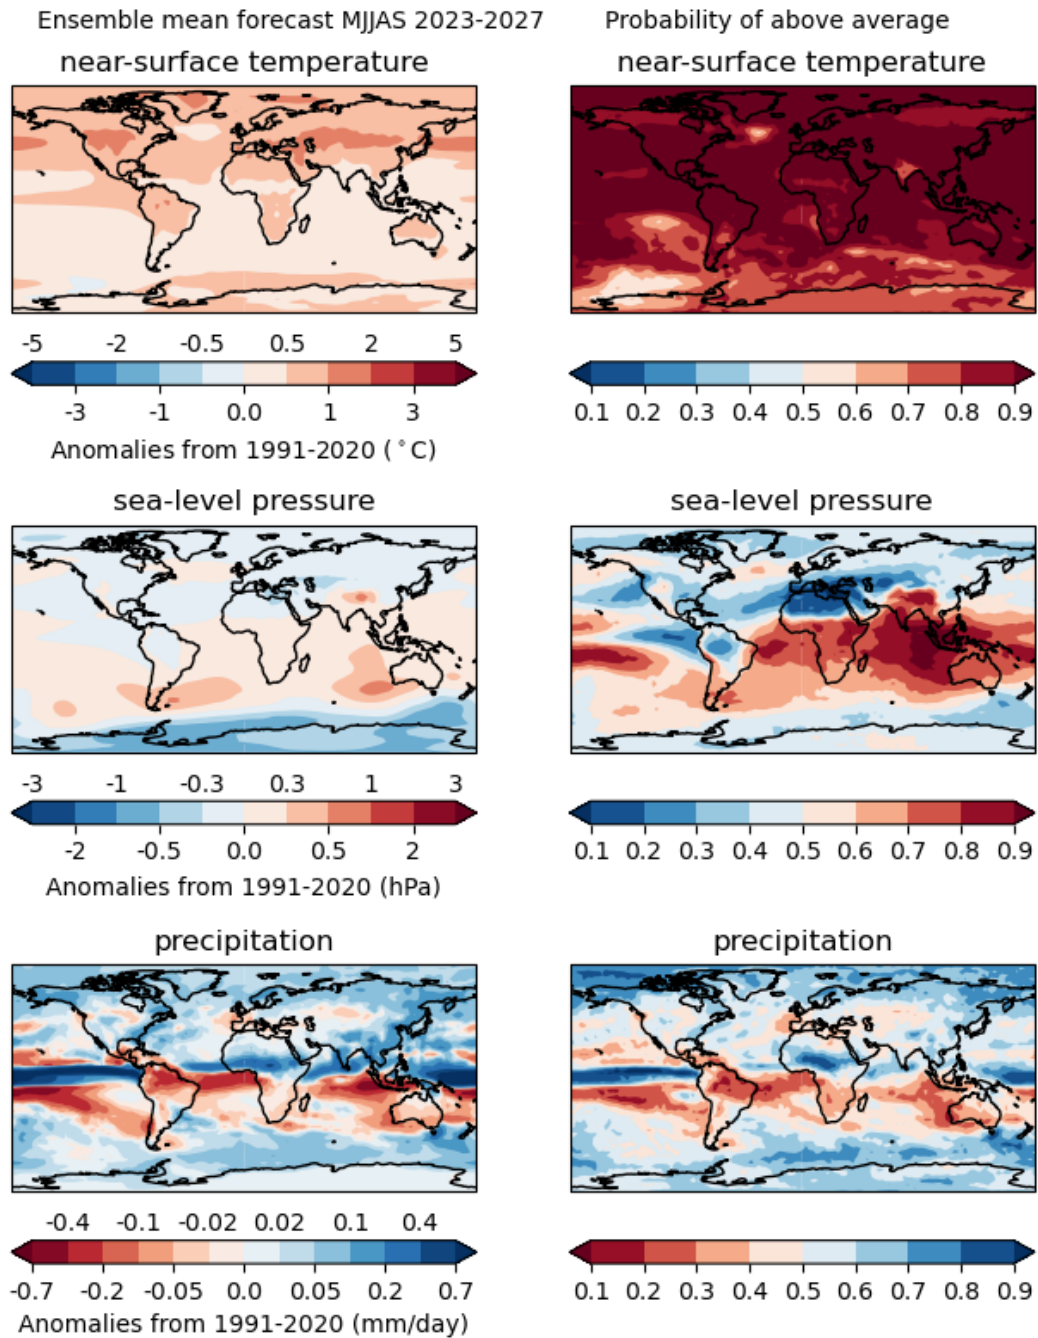 Ensemble mean forecast MJJAS 2023-2027 Probability of above average
near-surface temperature near-surface temperature
-5 -2 -0.5 0.5 2 5
-3 -1 0.0 1 3 0.1 0.2 0.3 0.4 0.5 0.6 0.7 0.8 0.9
Anomalies from 1991-2020 (°C)
sea-level pressure sea-level pressure
-3 -1 -0.3 0.3 1 3
-2 -0.5 0.0 0.5 2 0.1 0.2 0.3 0.4 0.5 0.6 0.7 0.8 0.9
Anomalies from 1991-2020 (hPa)
precipitation precipitation
-0.4 -0.1 -0.02 0.02 0.1 0.4
-0.7 -0.2 -0.05 0.0 0.05 0.2 0.7 0.1 0.2 0.3 0.4 0.5 0.6 0.7 0.8 0.9
Anomalies from 1991-2020 (mm/day)